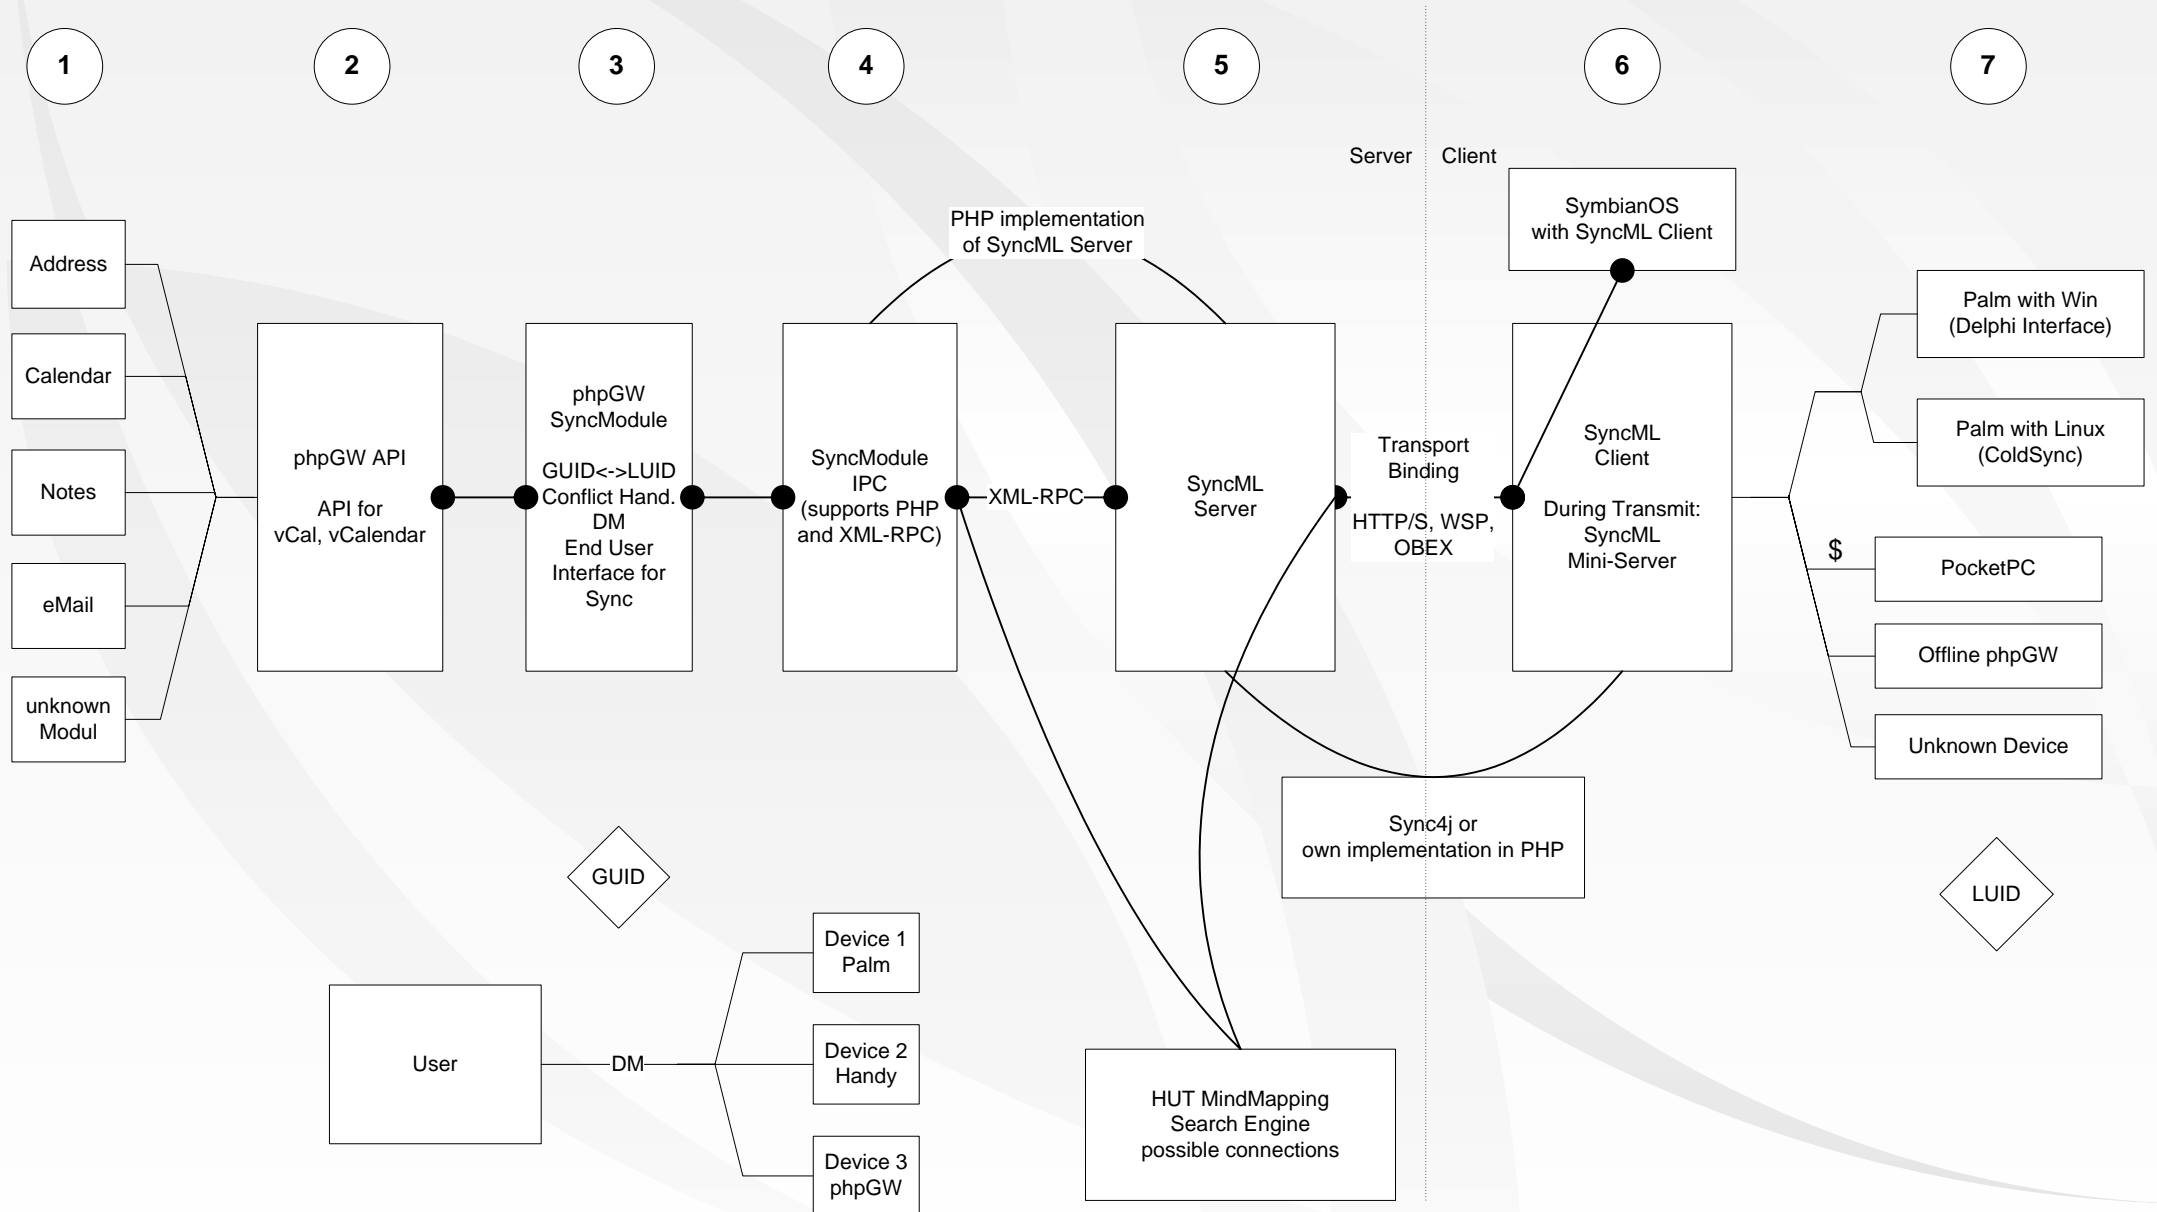 1
2
3
4
5
6
7
Server
Client
Address
Calendar
Notes
eMail
unknown
Modul
phpGW API
API for
vCal, vCalendar
phpGW
SyncModule
GUID<->LUID
Conflict Hand.
DM
End User
Interface for
Sync
SyncModule
IPC
(supports PHP
and XML-RPC)
PHP implementation
of SyncML Server
XML-RPC
SyncML
Server
Transport
Binding
HTTP/S, WSP,
OBEX
SymbianOS
with SyncML Client
SyncML
Client
During Transmit:
SyncML
Mini-Server
Palm with Win
(Delphi Interface)
Palm with Linux
(ColdSync)
$
PocketPC
Offline phpGW
Unknown Device
Sync4j or
own implementation in PHP
GUID
LUID
User
DM
Device 1
Palm
Device 2
Handy
Device 3
phpGW
HUT MindMapping
Search Engine
possible connections